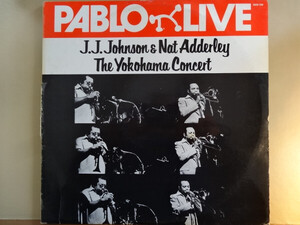 PABLO LIVE
J.J. Johnson & Nat Adderley
The Yokohama Concert